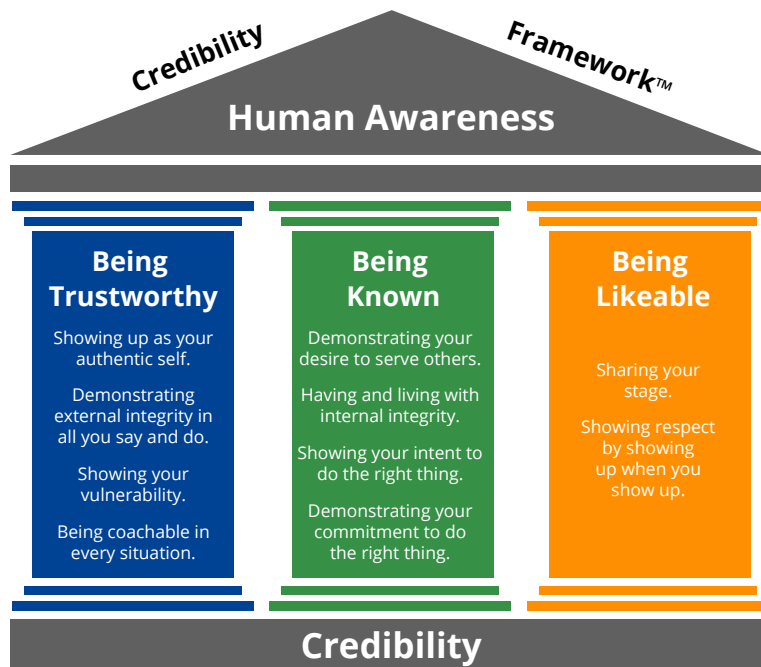 Credibility
Framework™
Human Awareness
Being
Trustworthy
Showing up as your
authentic self.
Demonstrating
external integrity in
all you say and do.
Showing your
vulnerability.
Being coachable in
every situation.
Being
Known
Demonstrating your
desire to serve others.
Having and living with
internal integrity.
Showing your intent to
do the right thing.
Demonstrating your
commitment to do
the right thing.
Being
Likeable
Sharing your
stage.
Showing respect
by showing
up when you
show up.
Credibility